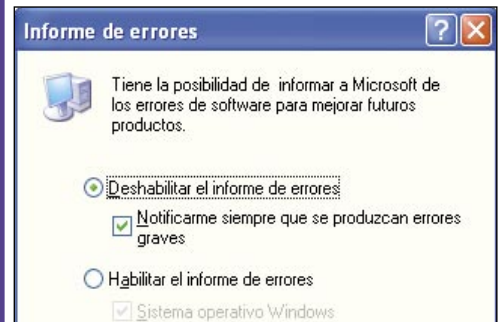 Informe de errores
Tiene la posibilidad de informar a Microsoft de
los errores de software para mejorar futuros
productos.
Deshabilitar el informe de errores
Notificarme siempre que se produzcan errores
graves
Habilitar el informe de errores
Sistema operativo Windows